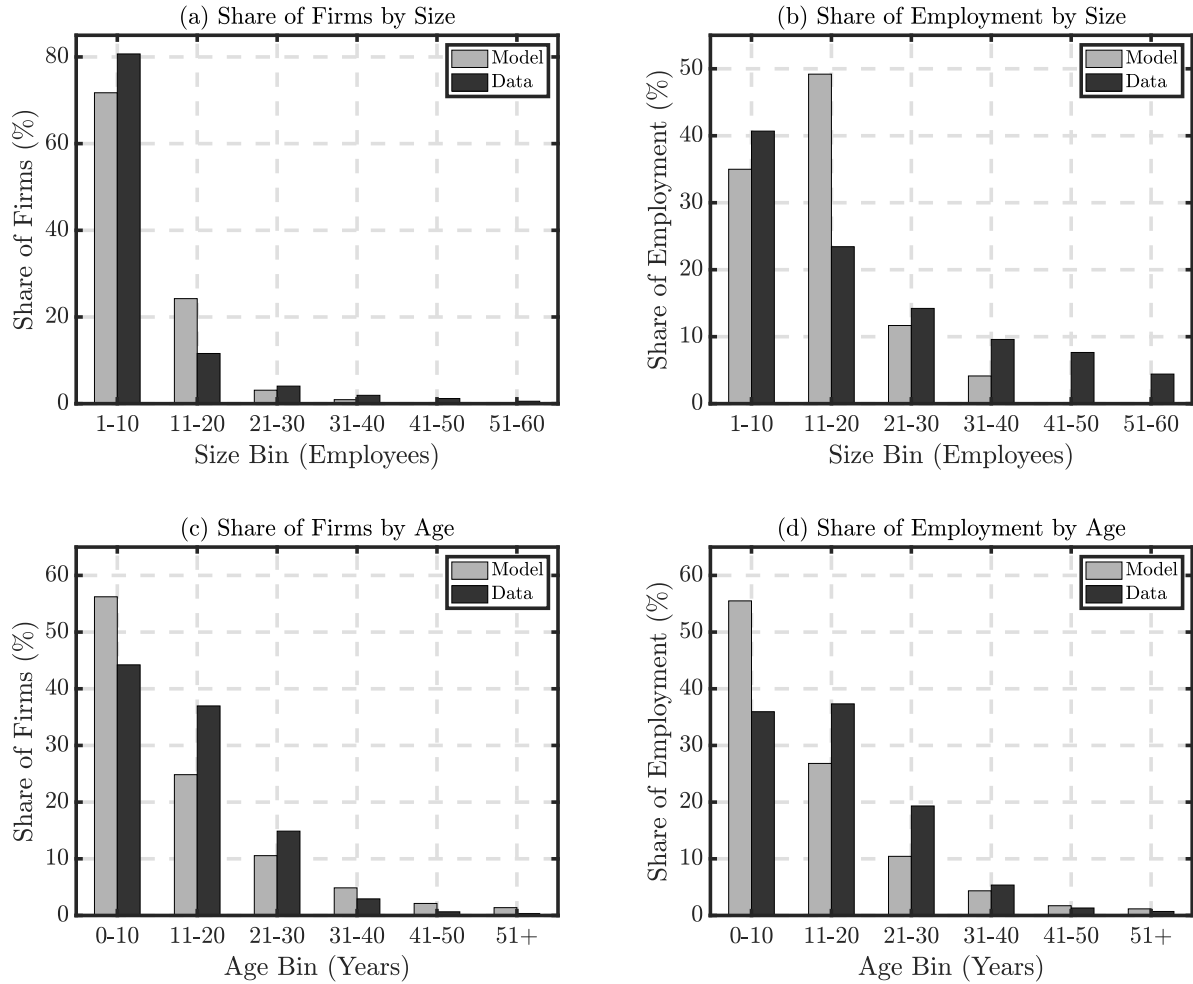 (a) Share of Firms by Size
Share of Firms (%)
80
60
40
20
0
Model
Data
1-10 11-20 21-30 31-40 41-50 51-60
Size Bin (Employees)
(b) Share of Employment by Size
Share of Employment (%)
50
40
30
20
10
0
Model
Data
1-10 11-20 21-30 31-40 41-50 51-60
Size Bin (Employees)
(c) Share of Firms by Age
Share of Firms (%)
60
50
40
30
20
10
0
Model
Data
0-10 11-20 21-30 31-40 41-50 51+
Age Bin (Years)
(d) Share of Employment by Age
Share of Employment (%)
60
50
40
30
20
10
0
Model
Data
0-10 11-20 21-30 31-40 41-50 51+
Age Bin (Years)